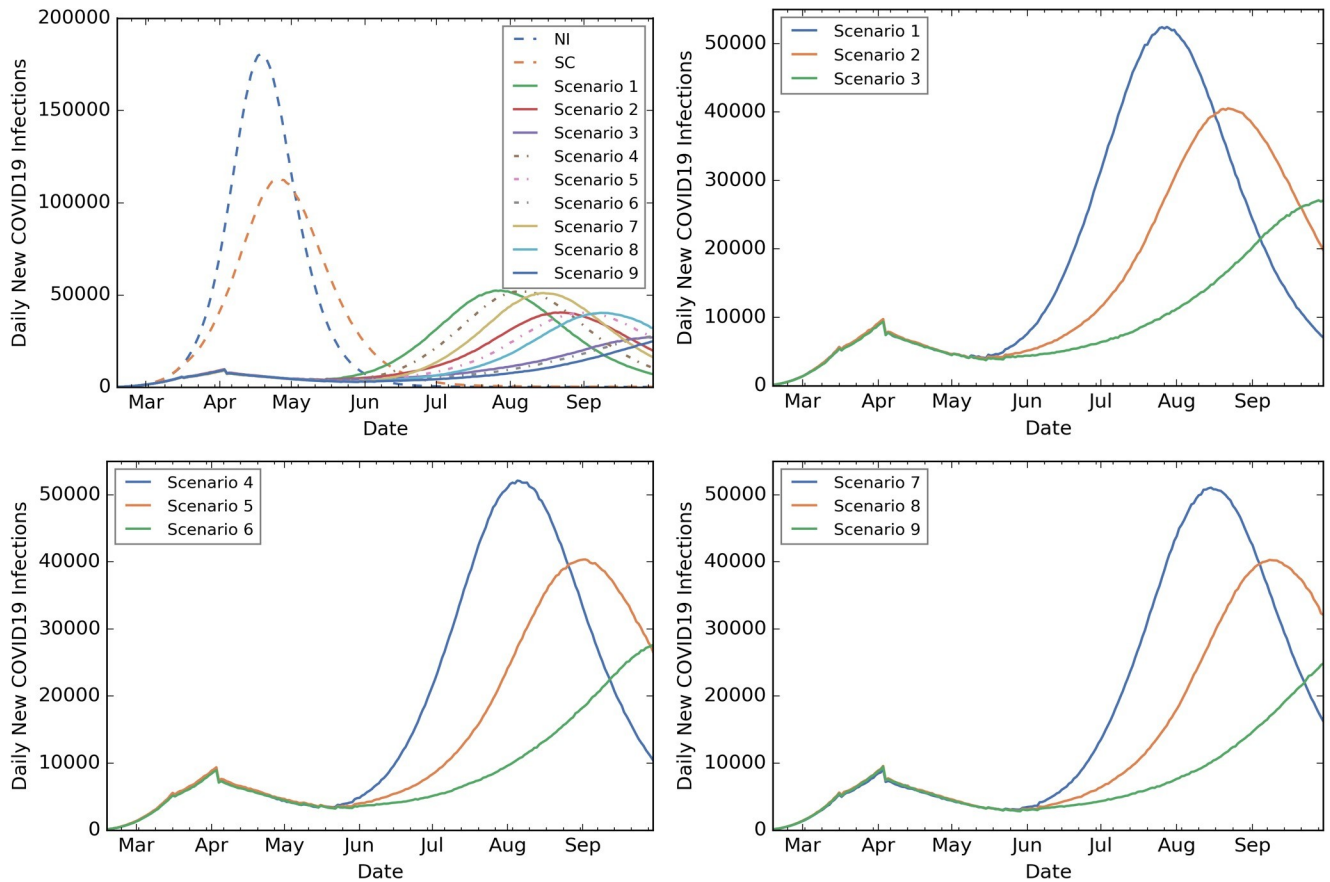 200000
150000
100000
50000
0
Daily New COVID19 Infections
NI
SC
Scenario 1
Scenario 2
Scenario 3
Scenario 4
Scenario 5
Scenario 6
Scenario 7
Scenario 8
Scenario 9
Mar Apr May Jun Jul Aug Sep
Date
50000
40000
30000
20000
10000
0
Daily New COVID19 Infections
Scenario 1
Scenario 2
Scenario 3
Mar Apr May Jun Jul Aug Sep
Date
50000
40000
30000
20000
10000
0
Daily New COVID19 Infections
Scenario 4
Scenario 5
Scenario 6
Mar Apr May Jun Jul Aug Sep
Date
50000
40000
30000
20000
10000
0
Daily New COVID19 Infections
Scenario 7
Scenario 8
Scenario 9
Mar Apr May Jun Jul Aug Sep
Date